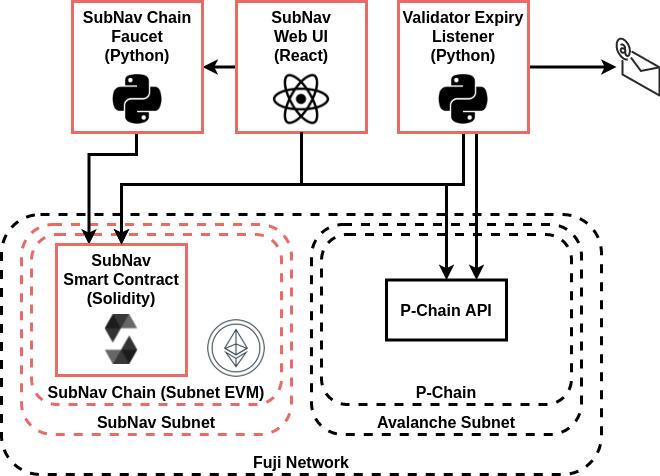 SubNav Chain
Faucet
(Python)
SubNav
Web UI
(React)
Validator Expiry
Listener
(Python)
@
SubNav
Smart Contract
(Solidity)
P-Chain API
SubNav Chain (Subnet EVM)
P-Chain
SubNav Subnet
Avalanche Subnet
Fuji Network